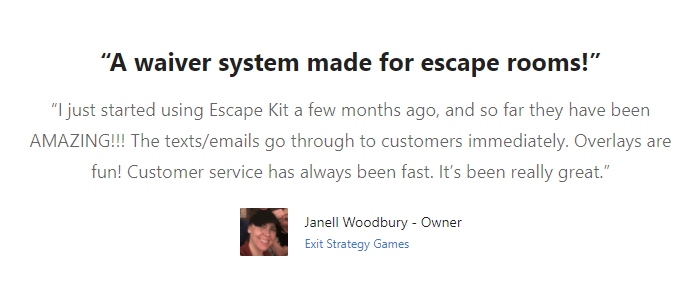 “A waiver system made for escape rooms!”
“I just started using Escape Kit a few months ago, and so far they have been
AMAZING!!! The texts/emails go through to customers immediately. Overlays are
fun! Customer service has always been fast. It’s been really great.”
Janell Woodbury - Owner
Exit Strategy Games